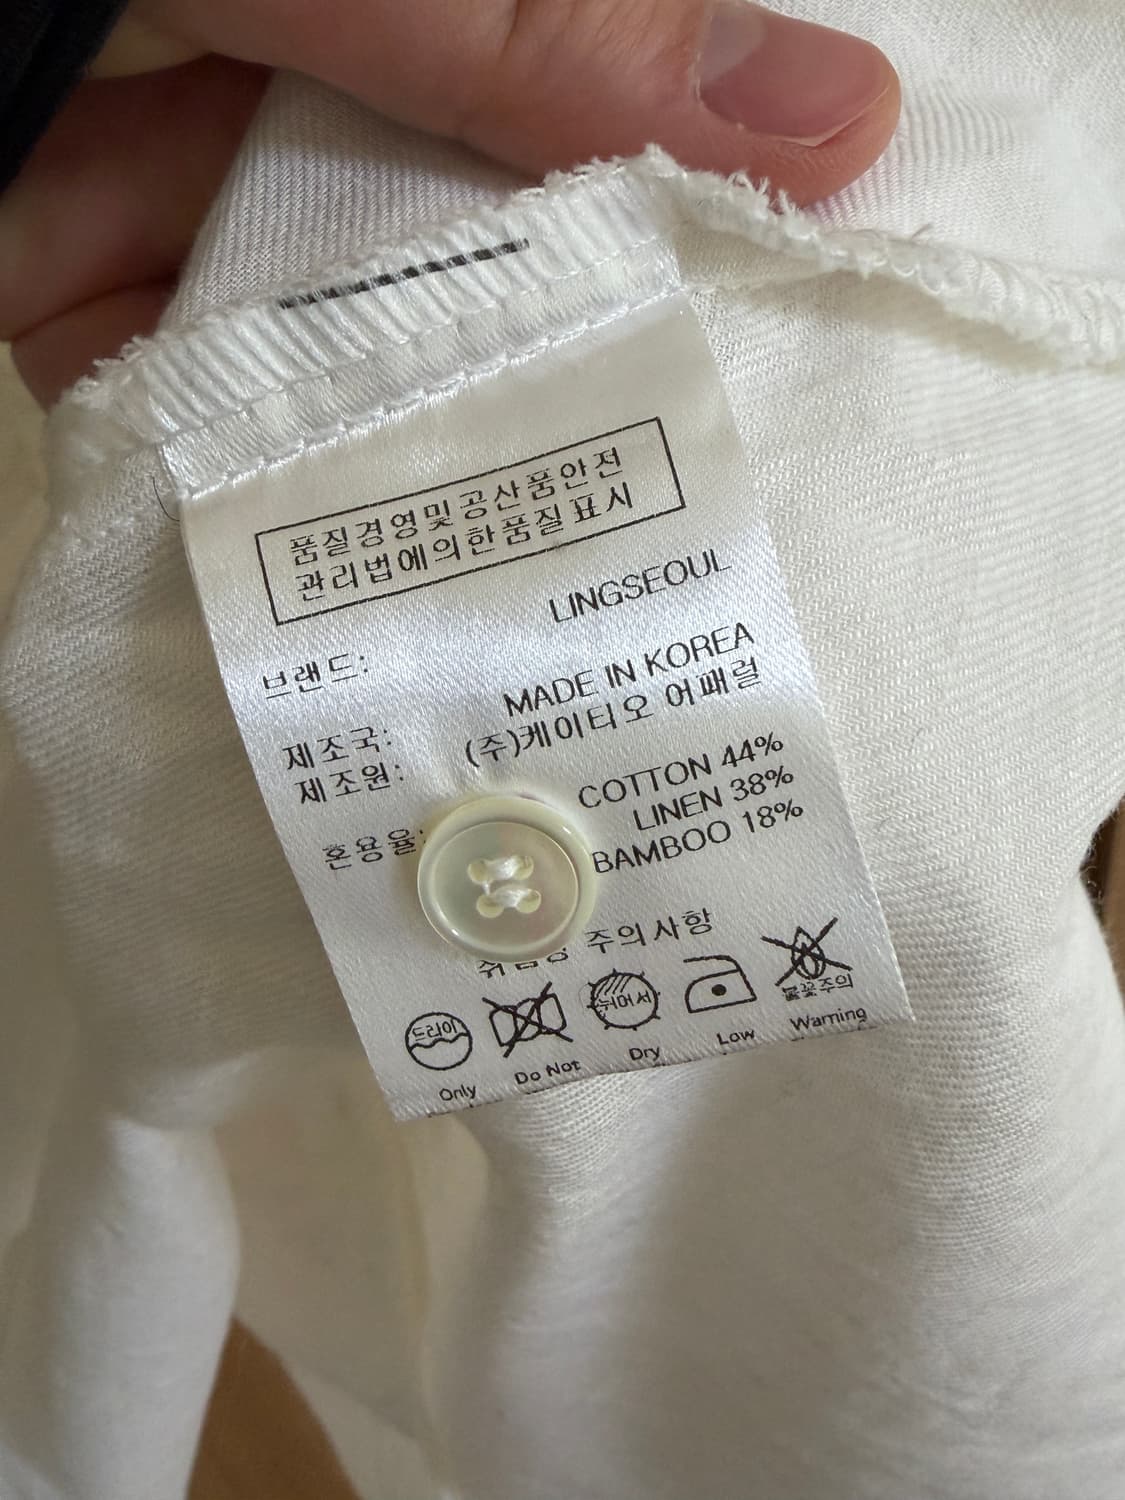 품질경영및공산품안전
관리법에의한품질표시
브랜드: LINGSEOUL
제조국: MADE IN KOREA
제조원: (주)케이티오 어패럴
혼용율: COTTON 44%
LINEN 38%
BAMBOO 18%
주의사항
드라이
뉘어서
불꽃주의
Only
Do Not
Dry
Low
Warning